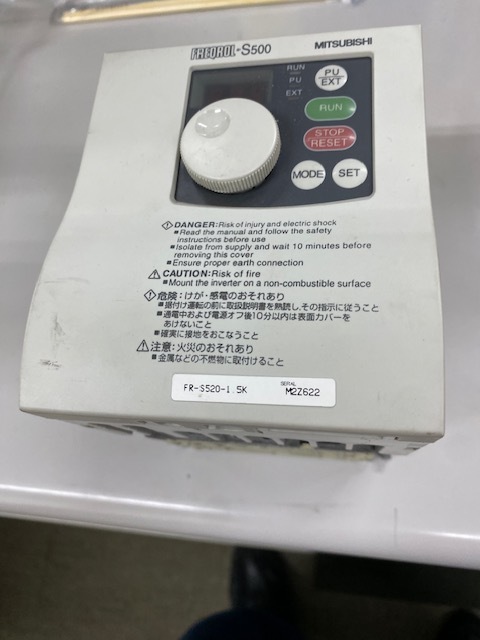 FREQROL-S500 MITSUBISHI
RUN
PU
EXT
PU
EXT
RUN
STOP
RESET
MODE SET
DANGER:Risk of injury and electric shock
■Read the manual and follow the safety
instructions before use
■Isolate from supply and wait 10 minutes before
removing this cover
■Ensure proper earth connection
CAUTION:Risk of fire
■Mount the inverter on a non-combustible surface
危険:けが・感電のおそれあり
■据付け運転の前に取扱説明書を熟読し,その指示に従うこと
■通電中および電源オフ後10分以内は表面カバーを
あけないこと
■確実に接地をおこなうこと
注意:火災のおそれあり
■金属などの不燃物に取付けること
FR-S520-1.5K SERIAL M2Z622